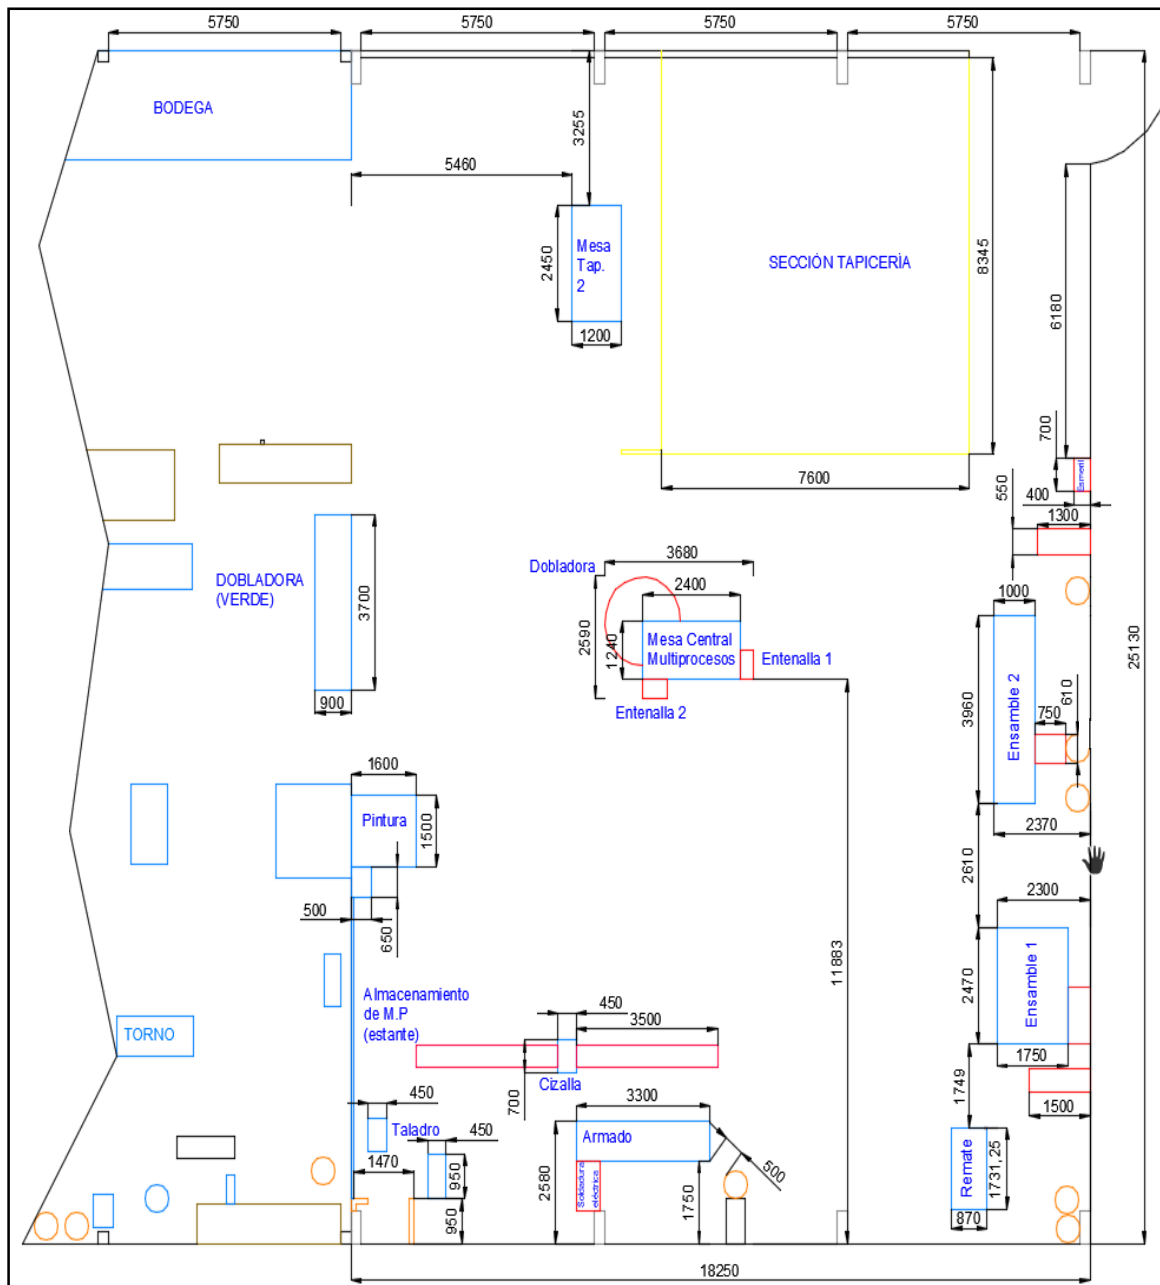 5750
5750
5750
5750
BODEGA
3255
5460
2450
Mesa
Tap.
2
1200
SECCIÓN TAPICERÌA
8345
6180
7600
700
Esmeril
400
550
1300
DOBLADORA
(VERDE)
3700
900
Dobladora
3680
2400
2590
1240
Mesa Central
Multiprocesos
Entenalla 1
Entenalla 2
1000
25130
3960
Ensamble 2
610
750
2370
1600
Pintura
1500
500
650
2610
2300
11883
2470
Ensamble 1
1750
Almacenamiento
de M.P
(estante)
450
3500
700
Cizalla
TORNO
1749
1500
450
Taladro
450
3300
Armado
2580
Soldadura
eléctrica
500
1470
950
950
1750
Remate
1731,25
870
18250